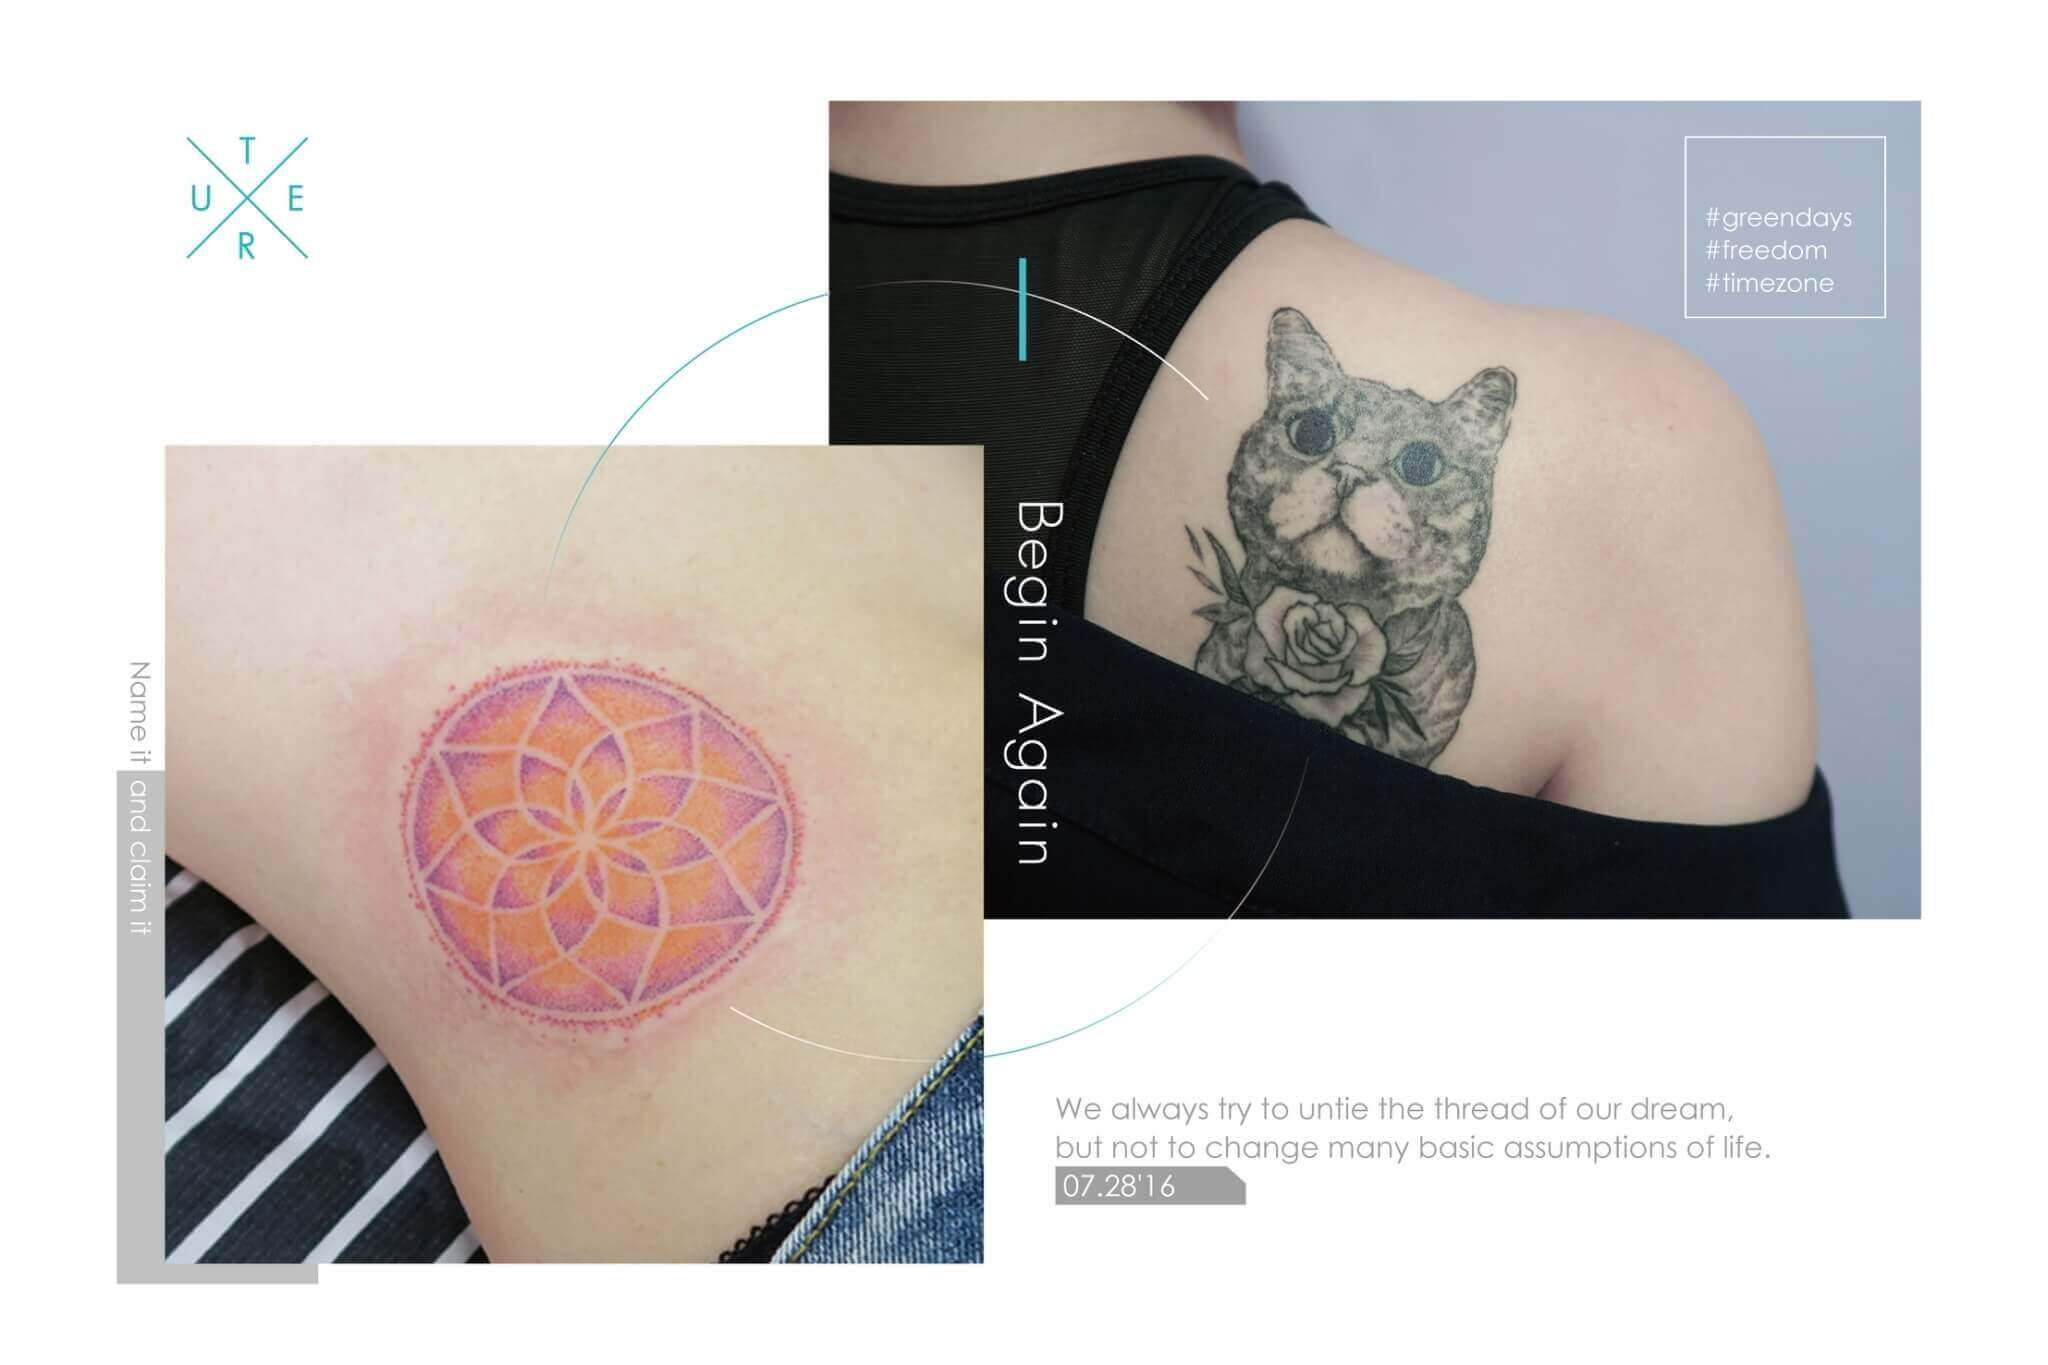 T
U E
R
#greendays
#freedom
#timezone
Begin Again
Name it and claim it
We always try to untie the thread of our dream,
but not to change many basic assumptions of life.
07.28'16